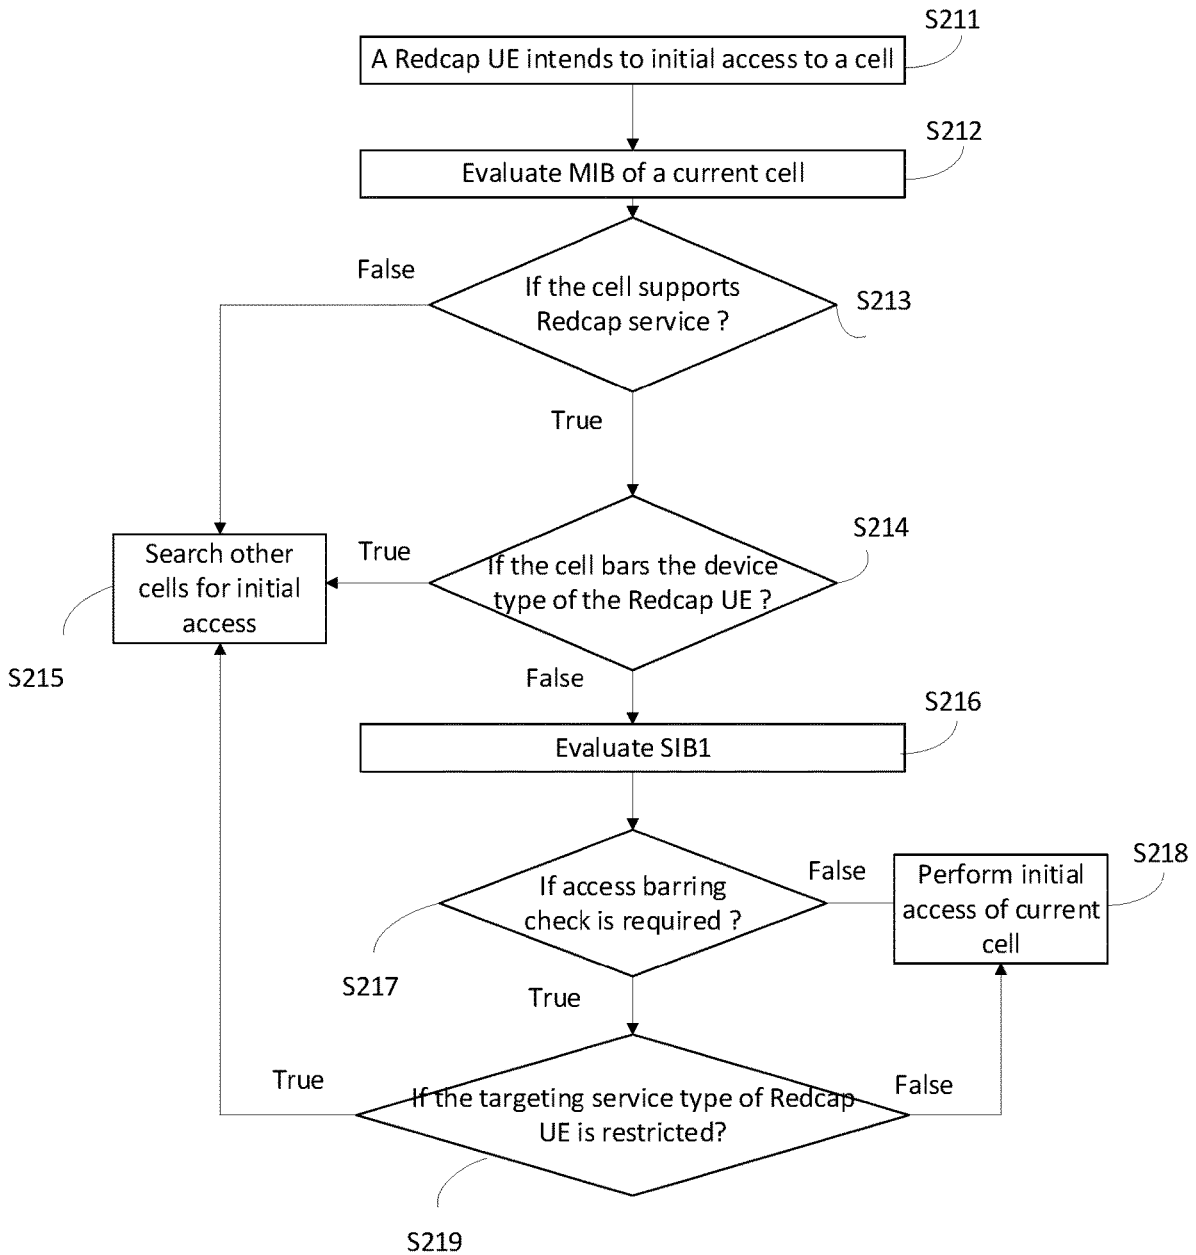 S211
A Redcap UE intends to initial access to a cell
S212
Evaluate MIB of a current cell
False
If the cell supports
Redcap service ?
S213
True
S214
Search other
cells for initial
access
True
If the cell bars the device
type of the Redcap UE ?
S215
False
S216
Evaluate SIB1
If access barring
check is required ?
False
Perform initial
access of current
cell
S218
S217
True
True
If the targeting service type of Redcap
UE is restricted?
False
S219